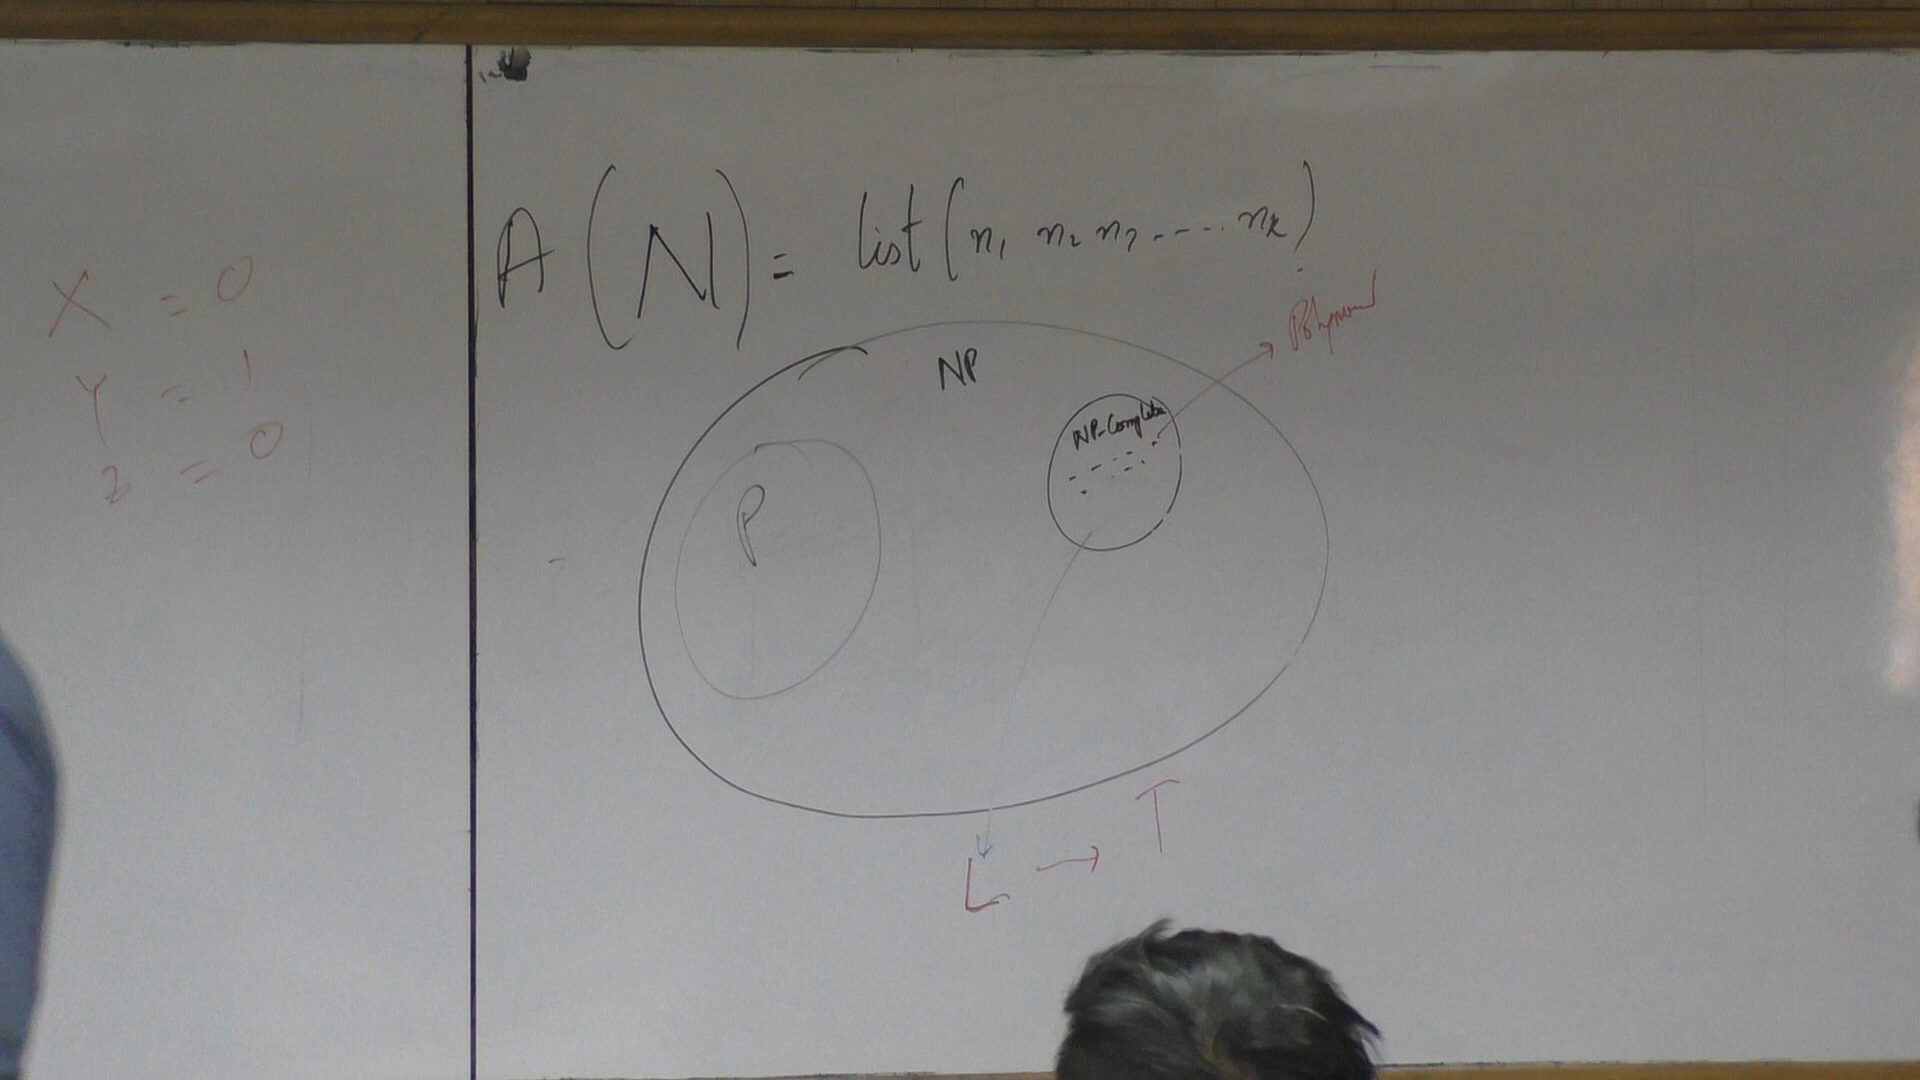 X = 0
Y = 1
Z = 0
A (N) = list (n1 n2 n3 ---- nk)
NP
NP-Complete
P
L → T